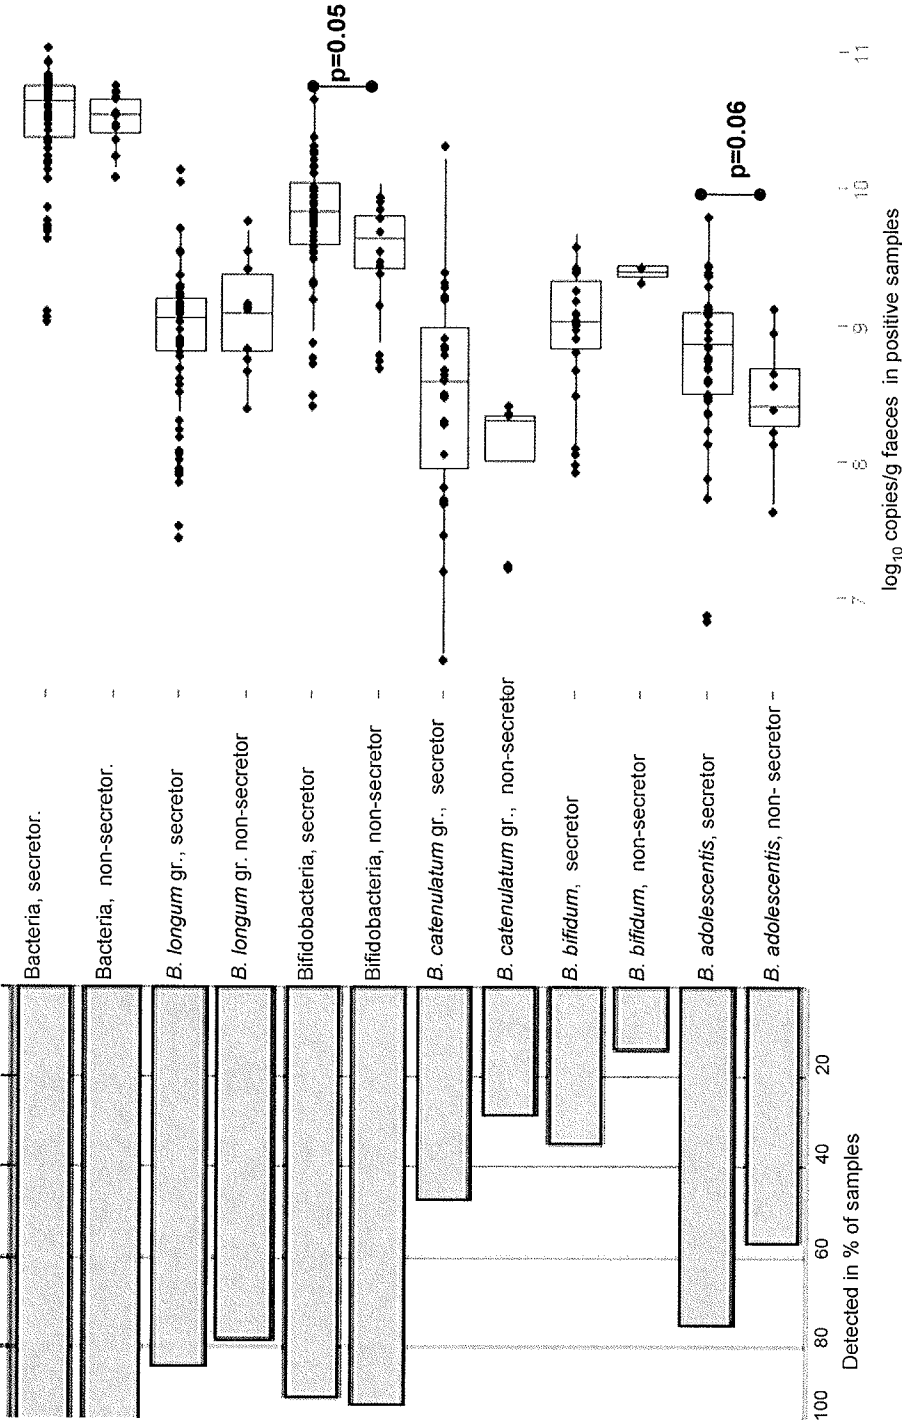 Bacteria, secretor.
Bacteria, non-secretor.
B. longum gr., secretor
B. longum gr. non-secretor
Bifidobacteria, secretor
Bifidobacteria, non-secretor
B. catenulatum gr., secretor
B. catenulatum gr., non-secretor
B. bifidum, secretor
B. bifidum, non-secretor
B. adolescentis, secretor
B. adolescentis, non- secretor
p=0.05
p=0.06
100 80 60 40 20
Detected in % of samples
7 8 9 10 11
log10 copies/g faeces in positive samples